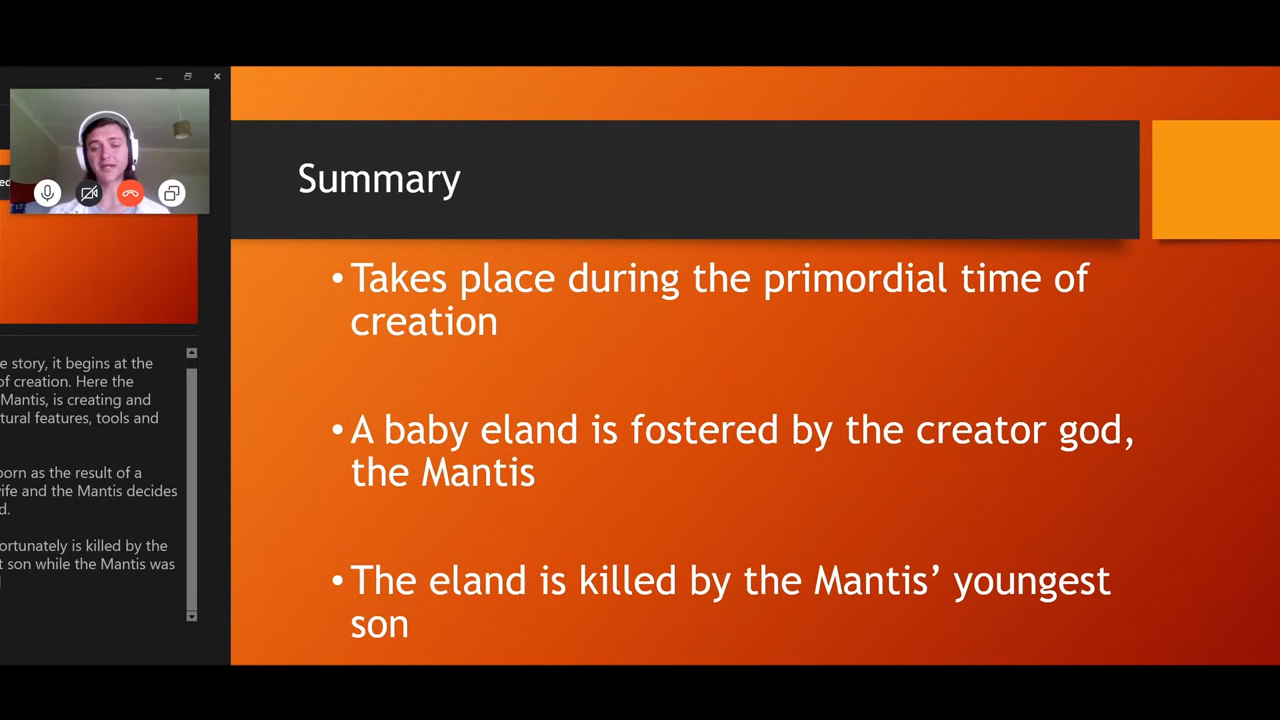 Summary
•Takes place during the primordial time of
creation
•A baby eland is fostered by the creator god,
the Mantis
•The eland is killed by the Mantis’ youngest
son
e story, it begins at the
of creation. Here the
Mantis, is creating and
tural features, tools and
orn as the result of a
ife and the Mantis decides
d.
ortunately is killed by the
t son while the Mantis was